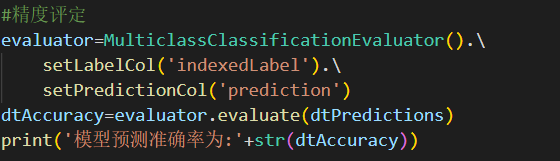 #精度评定
evaluator=MulticlassClassificationEvaluator().\
    setLabelCol('indexedLabel').\
    setPredictionCol('prediction')
dtAccuracy=evaluator.evaluate(dtPredictions)
print('模型预测准确率为:'+str(dtAccuracy))